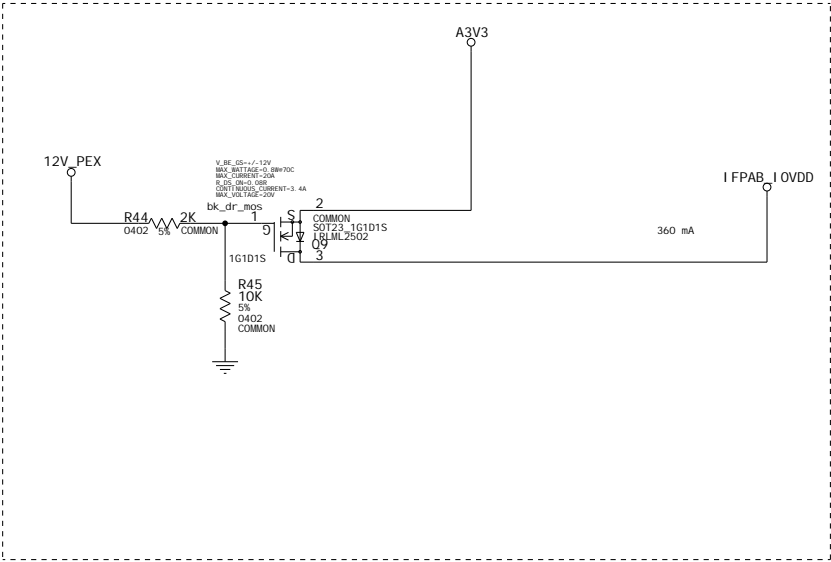 A3V3
12V_PEX
IFPAB_IOVDD
V_BE_GS=+/-12V
MAX_WATTAGE=0.8W@70C
MAX_CURRENT=20A
R_DS_ON=0.08R
CONTINUOUS_CURRENT=3.4A
MAX_VOLTAGE=20V
bk_dr_mos
R44
2K
0402
5%
COMMON
1
G
S
D
2
COMMON
SOT23_1G1D1S
IRLML2502
Q9
3
1G1D1S
360 mA
R45
10K
5%
0402
COMMON